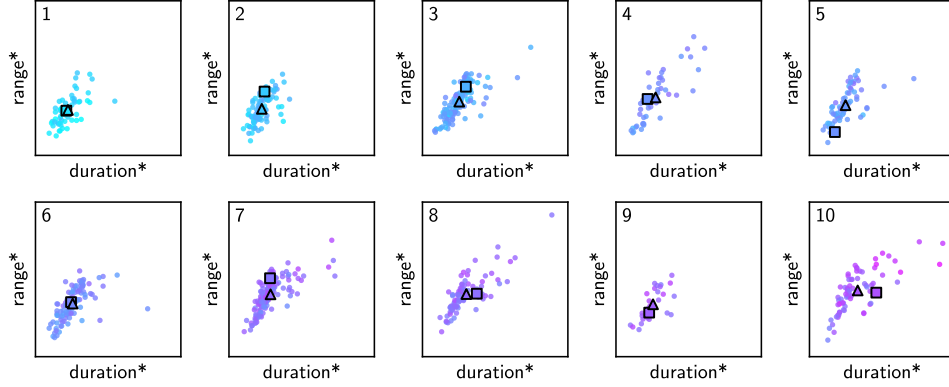 1 2 3 4 5
range* range* range* range* range*
duration* duration* duration* duration* duration*
6 7 8 9 10
range* range* range* range* range*
duration* duration* duration* duration* duration*